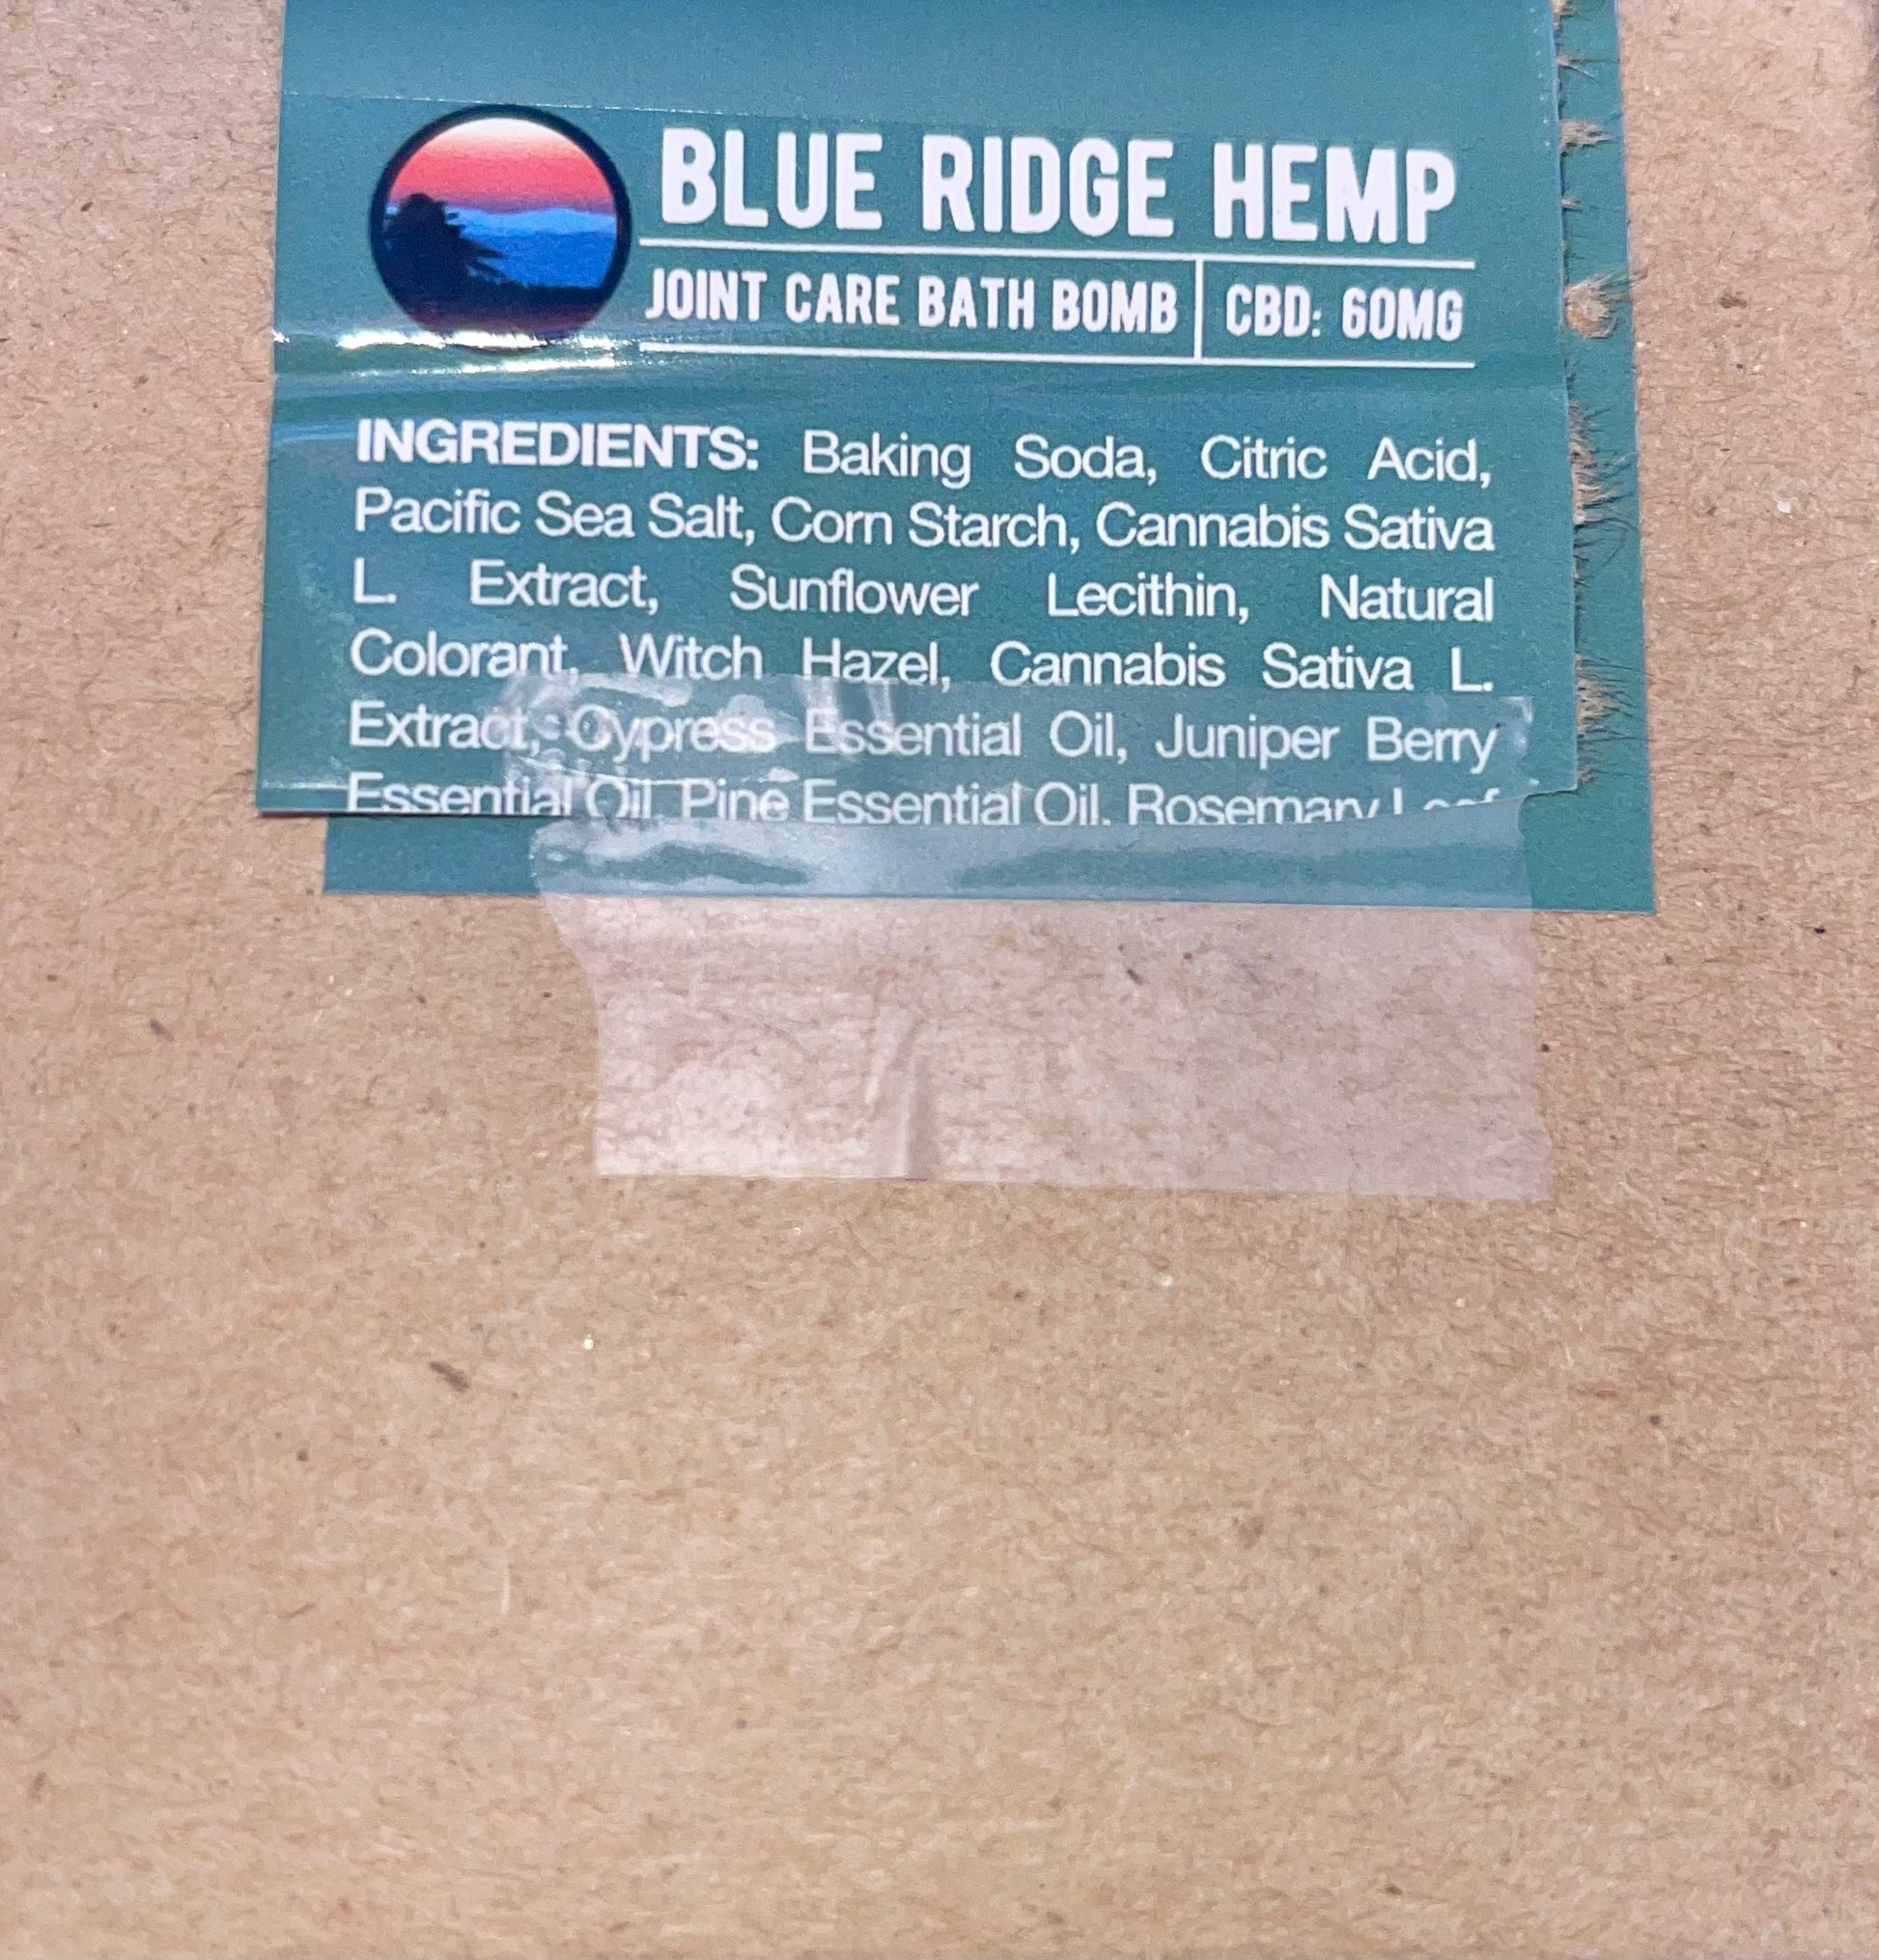 BLUE RIDGE HEMP
JOINT CARE BATH BOMB CBD: 60MG
INGREDIENTS: Baking Soda, Citric Acid,
Pacific Sea Salt, Corn Starch, Cannabis Sativa
L. Extract, Sunflower Lecithin, Natural
Colorant, Witch Hazel, Cannabis Sativa L.
Extract, Cypress Essential Oil, Juniper Berry
Essential Oil, Pine Essential Oil, Rosemary Leaf